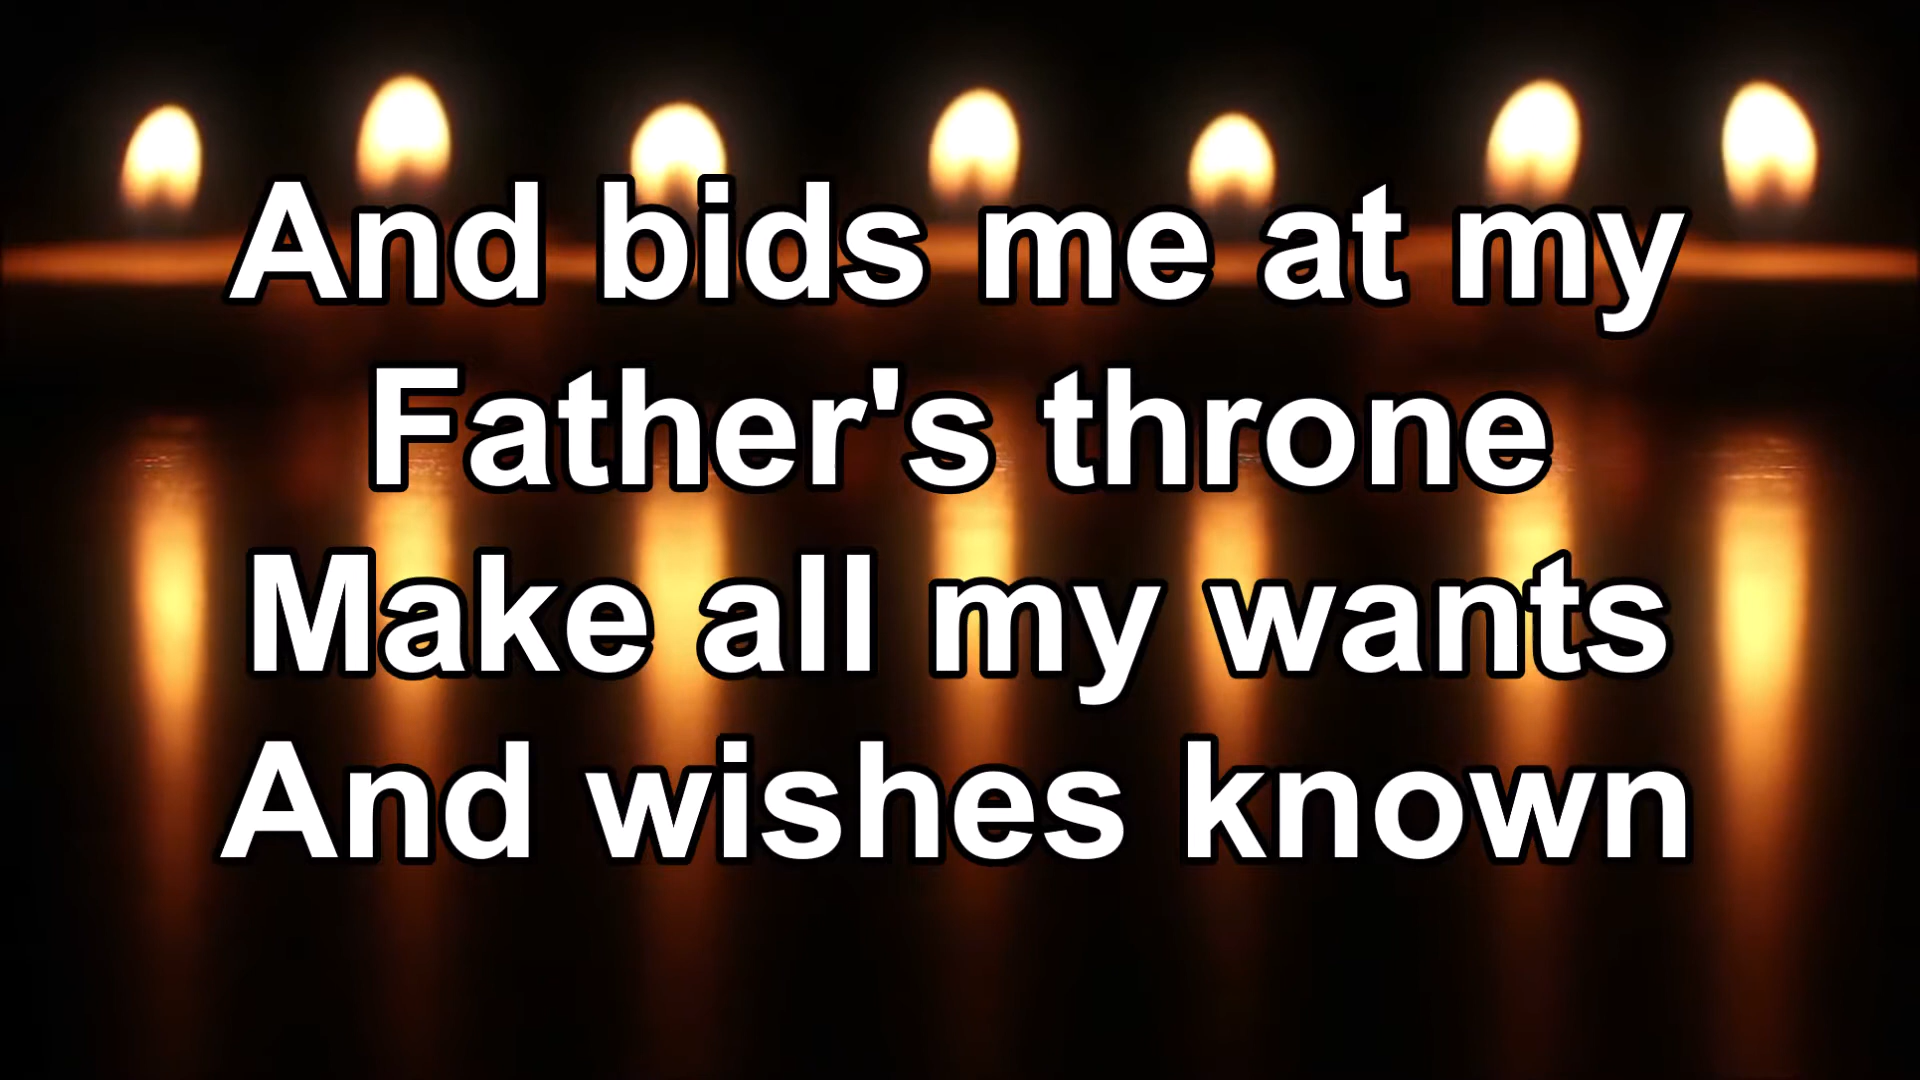 And bids me at my
Father's throne
Make all my wants
And wishes known